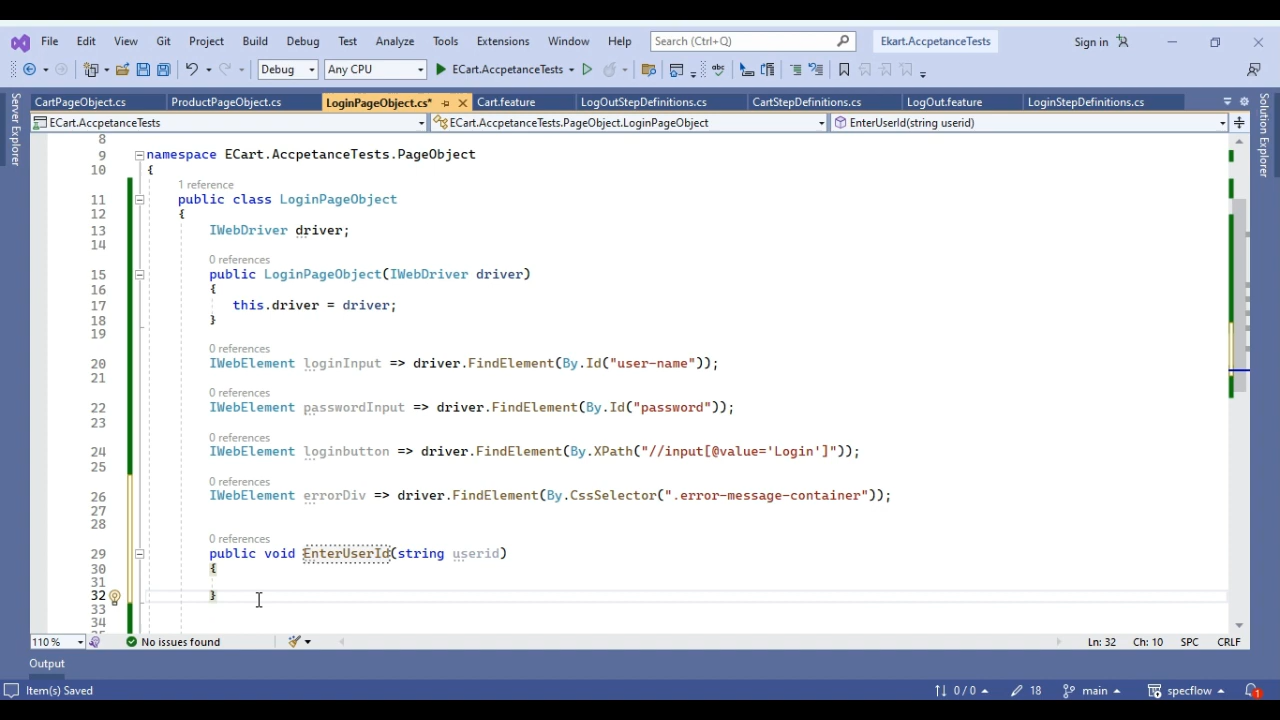 File Edit View Git Project Build Debug Test Analyze Tools Extensions Window Help Search (Ctrl+Q) Ekart.AccpetanceTests Sign in
Debug Any CPU ECart.AccpetanceTests
CartPageObject.cs ProductPageObject.cs LoginPageObject.cs* Cart.feature LogOutStepDefinitions.cs CartStepDefinitions.cs LogOut.feature LoginStepDefinitions.cs
ECart.AccpetanceTests ECart.AccpetanceTests.PageObject.LoginPageObject EnterUserId(string userid)
Server Explorer
Solution Explorer
8
9 namespace ECart.AccpetanceTests.PageObject
10 {
1 reference
11 public class LoginPageObject
12 {
13 IWebDriver driver;
14
0 references
15 public LoginPageObject(IWebDriver driver)
16 {
17 this.driver = driver;
18 }
19
0 references
20 IWebElement loginInput => driver.FindElement(By.Id("user-name"));
21
0 references
22 IWebElement passwordInput => driver.FindElement(By.Id("password"));
23
0 references
24 IWebElement loginbutton => driver.FindElement(By.XPath("//input[@value='Login']"));
25
0 references
26 IWebElement errorDiv => driver.FindElement(By.CssSelector(".error-message-container"));
27
28
0 references
29 public void EnterUserId(string userid)
30 {
31
32 }
33
34
110 % No issues found Ln: 32 Ch: 10 SPC CRLF
Output
Item(s) Saved 0 / 0 18 main specflow 1